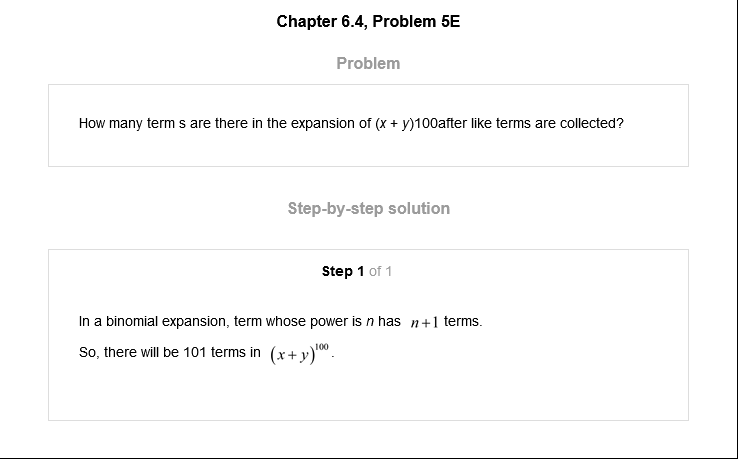 Chapter 6.4, Problem 5E
Problem
How many term s are there in the expansion of (x + y)100after like terms are collected?
Step-by-step solution
Step 1 of 1
In a binomial expansion, term whose power is n has n+1 terms.
So, there will be 101 terms in (x+y)^100.